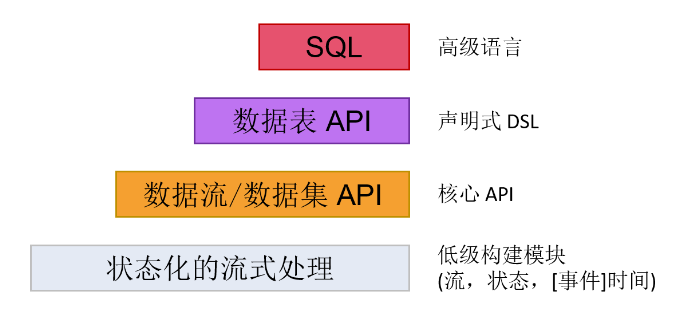 SQL
高级语言
数据表 API
声明式 DSL
数据流/数据集 API
核心 API
状态化的流式处理
低级构建模块
(流，状态，[事件]时间)